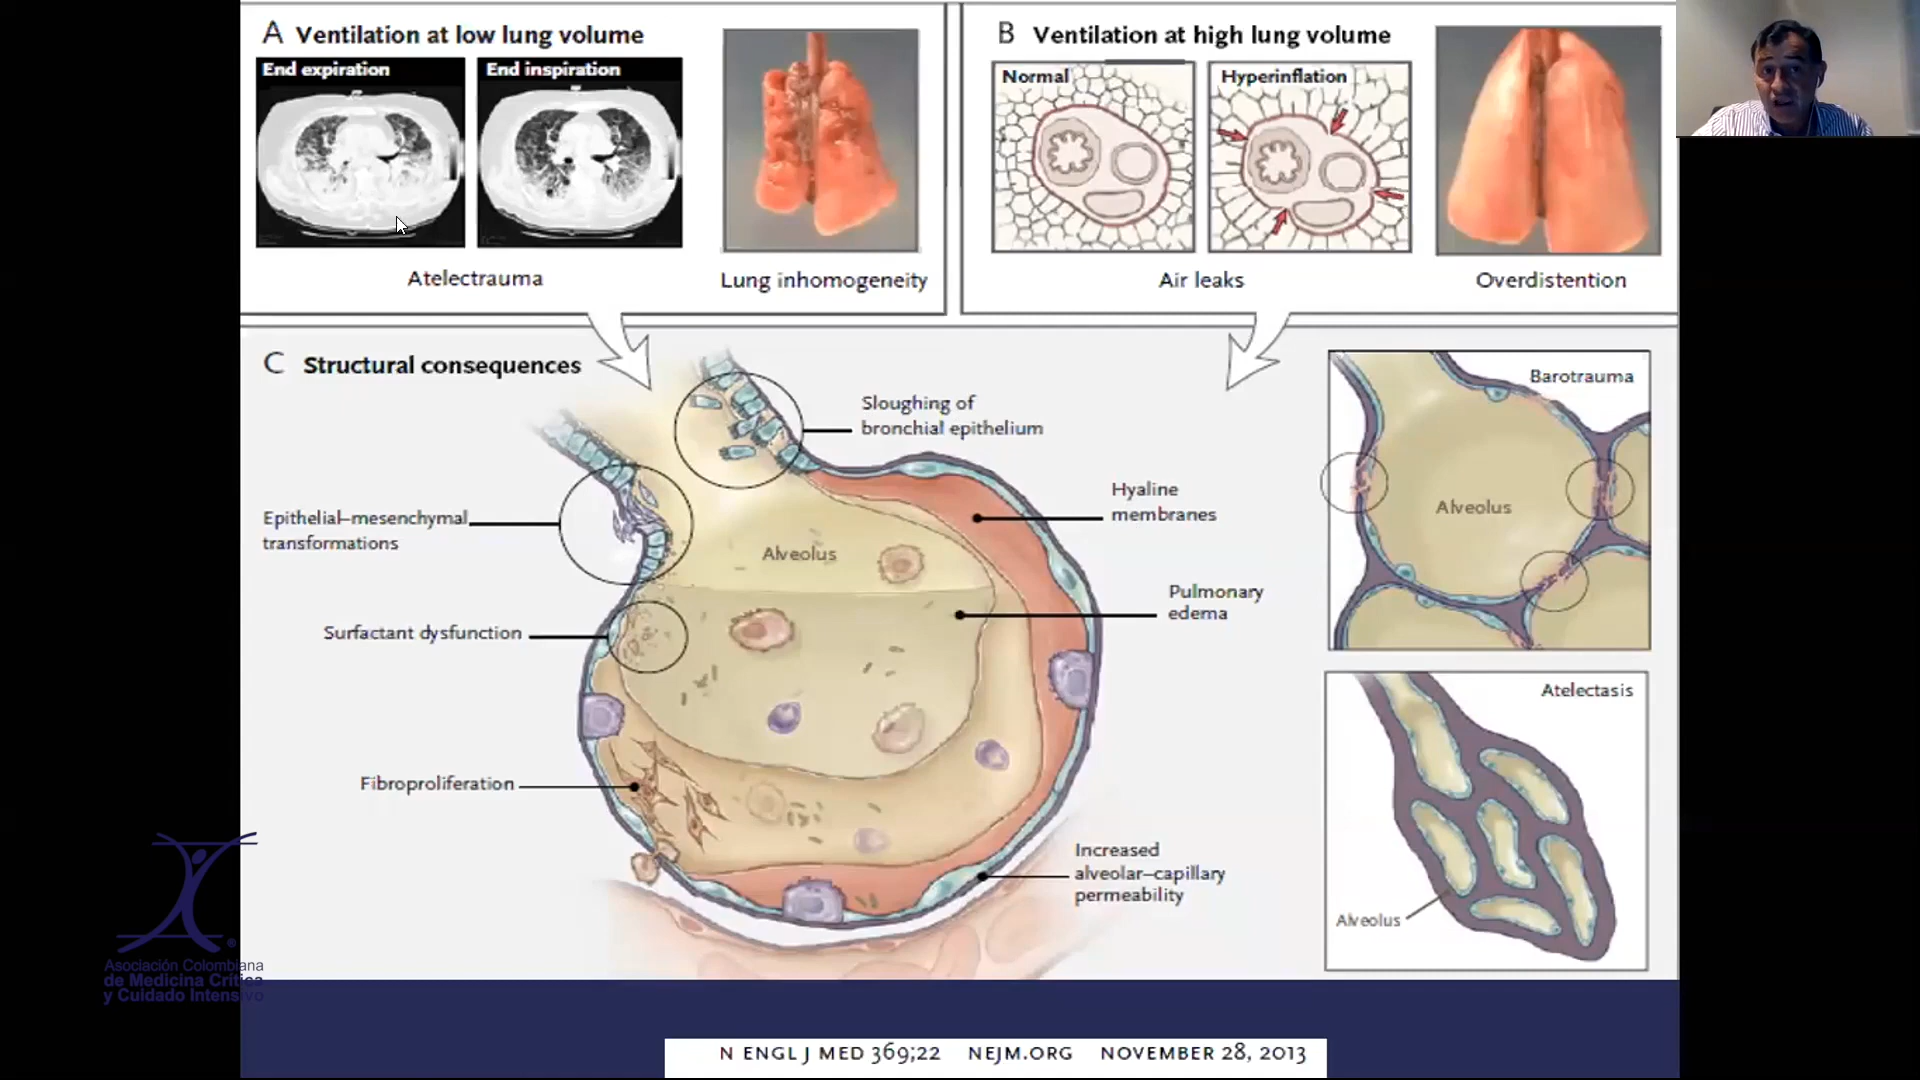 A Ventilation at low lung volume
End expiration
End inspiration
Atelectrauma
Lung inhomogeneity
B Ventilation at high lung volume
Normal
Hyperinflation
Air leaks
Overdistention
C Structural consequences
Sloughing of
bronchial epithelium
Hyaline
membranes
Epithelial–mesenchymal
transformations
Alveolus
Pulmonary
edema
Surfactant dysfunction
Fibroproliferation
Increased
alveolar–capillary
permeability
Barotrauma
Alveolus
Atelectasis
Alveolus
Asociación Colombiana
de Medicina Crítica
y Cuidado Intensivo
N ENGL J MED 369;22 NEJM.ORG NOVEMBER 28, 2013